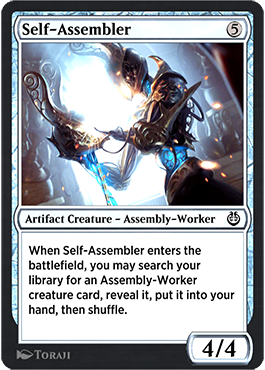 Self-Assembler 5
Artifact Creature – Assembly-Worker
When Self-Assembler enters the
battlefield, you may search your
library for an Assembly-Worker
creature card, reveal it, put it into your
hand, then shuffle.
Toraji
4/4